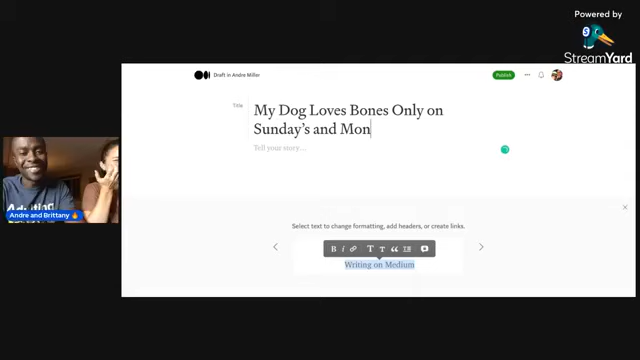 Powered by
StreamYard
Draft in Andre Miller
Publish
Title
My Dog Loves Bones Only on
Sunday's and Mon
Tell your story…
Andre and Brittany 🔥
Select text to change formatting, add headers, or create links.
B i T T
Writing on Medium